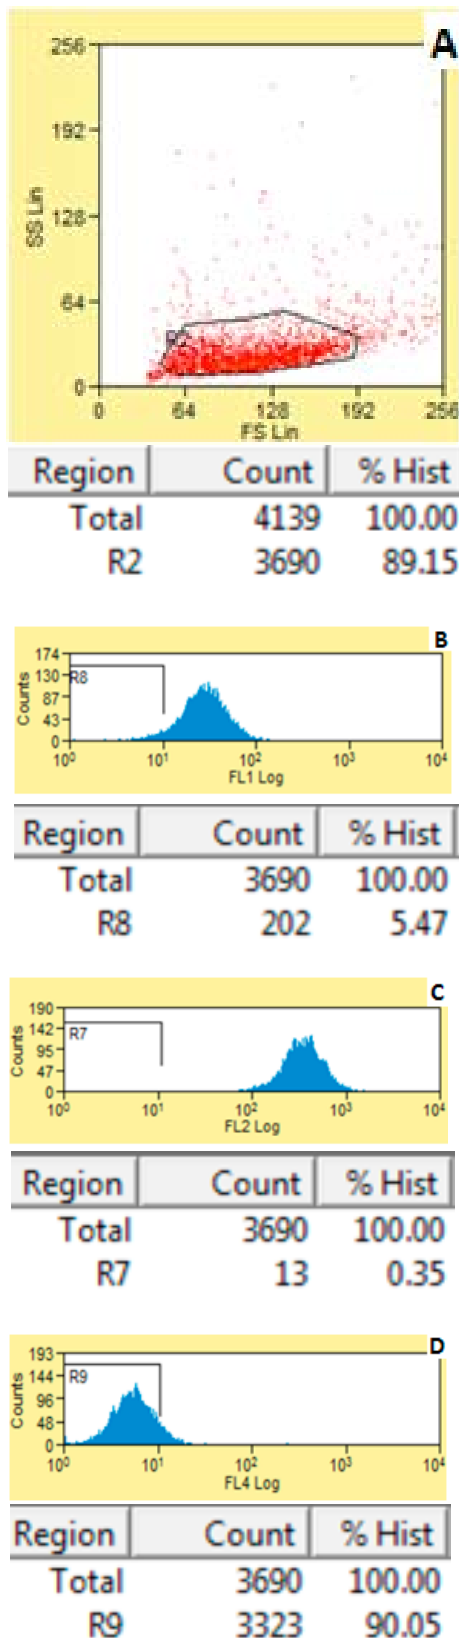 A
256
192
128
64
0
SS Lin
0 64 128 192 256
FS Lin
Region Count % Hist
Total 4139 100.00
R2 3690 89.15
B
174
130
87
43
0
Counts
R8
10⁰ 10¹ 10² 10³ 10⁴
FL1 Log
Region Count % Hist
Total 3690 100.00
R8 202 5.47
C
190
142
95
47
0
Counts
R7
10⁰ 10¹ 10² 10³ 10⁴
FL2 Log
Region Count % Hist
Total 3690 100.00
R7 13 0.35
D
193
144
96
48
0
Counts
R9
10⁰ 10¹ 10² 10³ 10⁴
FL4 Log
Region Count % Hist
Total 3690 100.00
R9 3323 90.05